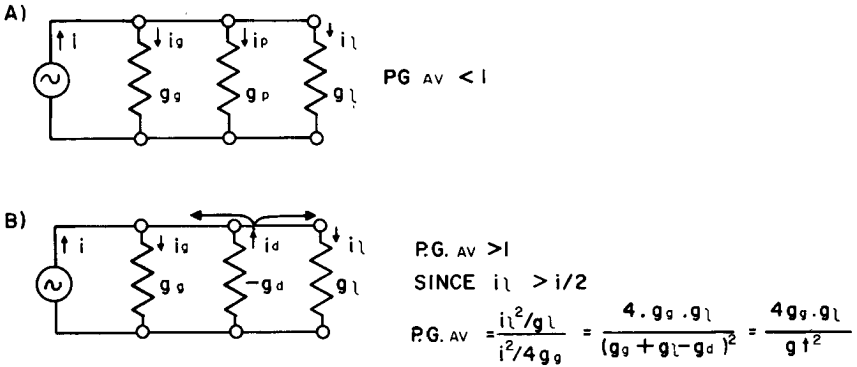 A)
i ig ip il
gg gp gl
PG AV < 1
B)
i ig id il
gg -gd gl
P.G. AV >1
SINCE il > i/2
P.G. AV = il²/gl / i²/4gg = 4.gg.gl / (gg + gl - gd)² = 4gg.gl / gt²